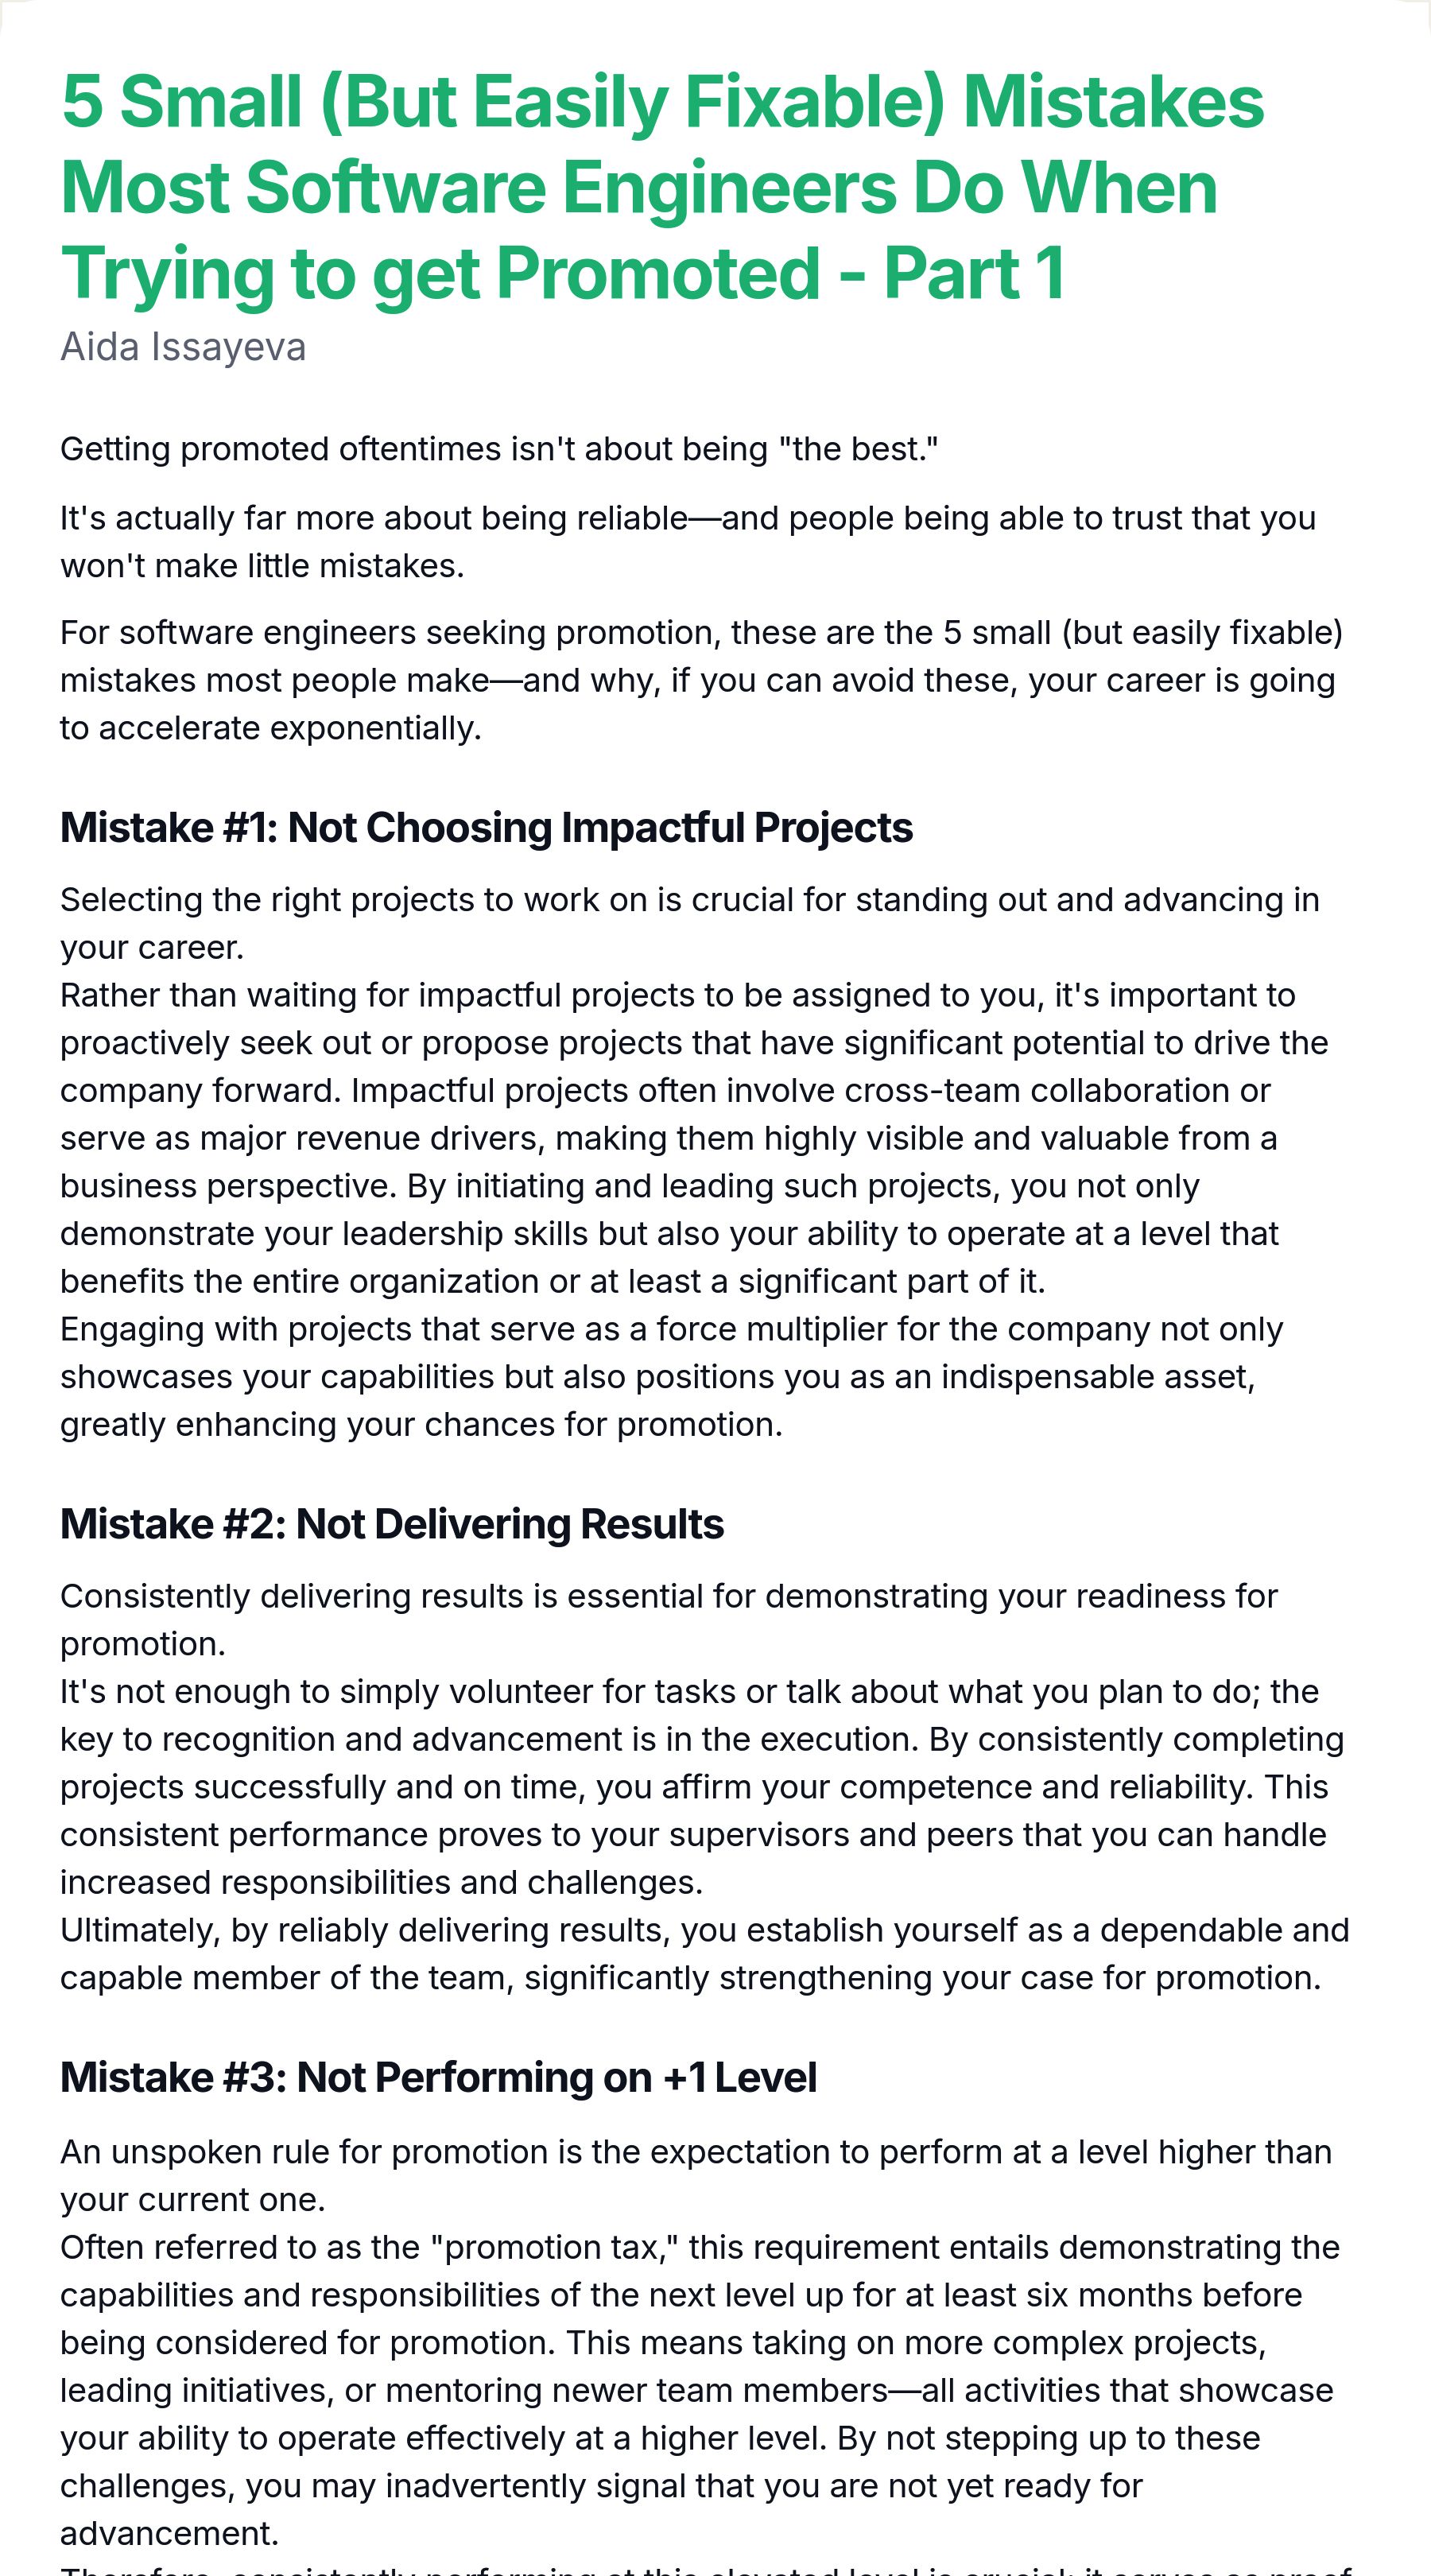 5 Small (But Easily Fixable) Mistakes
Most Software Engineers Do When
Trying to get Promoted - Part 1
Aida Issayeva
Getting promoted oftentimes isn't about being "the best."
It's actually far more about being reliable—and people being able to trust that you
won't make little mistakes.
For software engineers seeking promotion, these are the 5 small (but easily fixable)
mistakes most people make—and why, if you can avoid these, your career is going
to accelerate exponentially.
Mistake #1: Not Choosing Impactful Projects
Selecting the right projects to work on is crucial for standing out and advancing in
your career.
Rather than waiting for impactful projects to be assigned to you, it's important to
proactively seek out or propose projects that have significant potential to drive the
company forward. Impactful projects often involve cross-team collaboration or
serve as major revenue drivers, making them highly visible and valuable from a
business perspective. By initiating and leading such projects, you not only
demonstrate your leadership skills but also your ability to operate at a level that
benefits the entire organization or at least a significant part of it.
Engaging with projects that serve as a force multiplier for the company not only
showcases your capabilities but also positions you as an indispensable asset,
greatly enhancing your chances for promotion.
Mistake #2: Not Delivering Results
Consistently delivering results is essential for demonstrating your readiness for
promotion.
It's not enough to simply volunteer for tasks or talk about what you plan to do; the
key to recognition and advancement is in the execution. By consistently completing
projects successfully and on time, you affirm your competence and reliability. This
consistent performance proves to your supervisors and peers that you can handle
increased responsibilities and challenges.
Ultimately, by reliably delivering results, you establish yourself as a dependable and
capable member of the team, significantly strengthening your case for promotion.
Mistake #3: Not Performing on +1 Level
An unspoken rule for promotion is the expectation to perform at a level higher than
your current one.
Often referred to as the "promotion tax," this requirement entails demonstrating the
capabilities and responsibilities of the next level up for at least six months before
being considered for promotion. This means taking on more complex projects,
leading initiatives, or mentoring newer team members—all activities that showcase
your ability to operate effectively at a higher level. By not stepping up to these
challenges, you may inadvertently signal that you are not yet ready for
advancement.
Therefore, consistently performing at this elevated level is crucial; it serves as proof